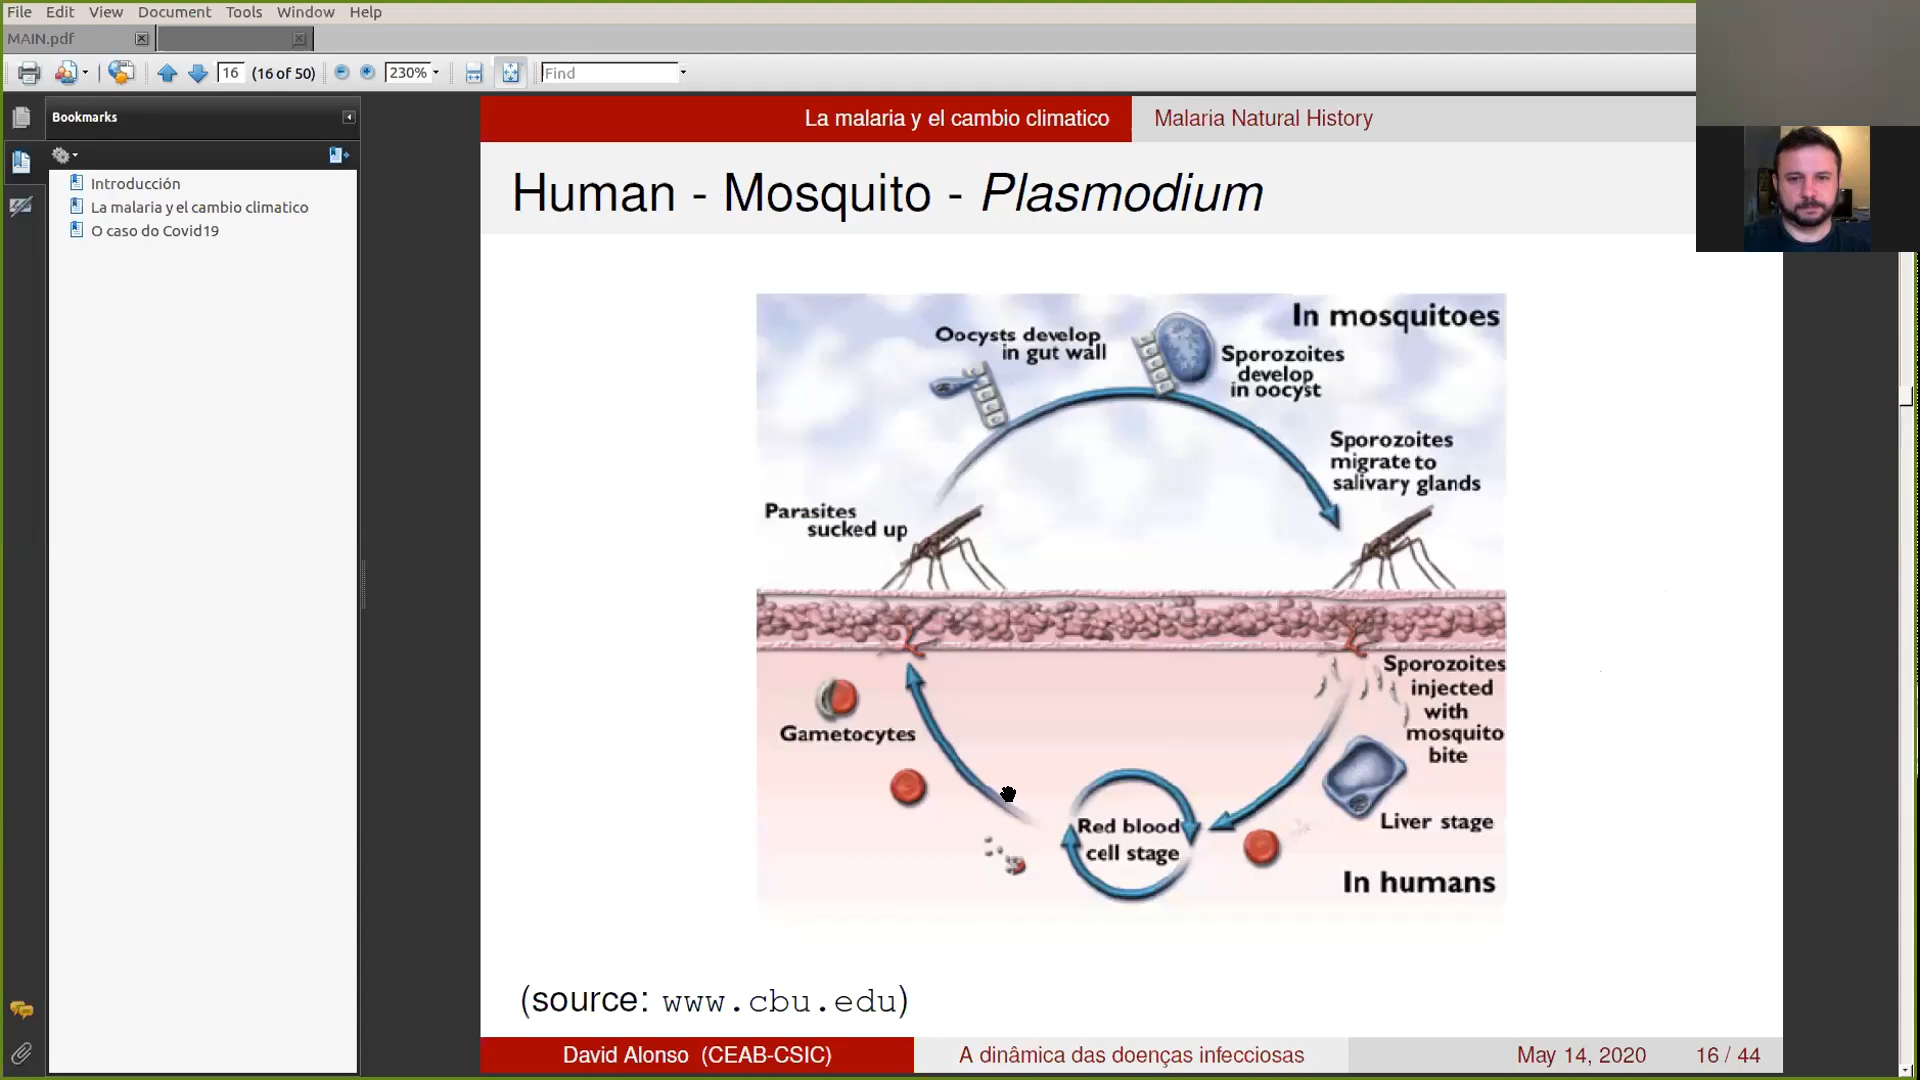 File Edit View Document Tools Window Help
MAIN.pdf
16 (16 of 50) 230% Find
Bookmarks
Introducción
La malaria y el cambio climatico
O caso do Covid19
La malaria y el cambio climatico Malaria Natural History
Human - Mosquito - Plasmodium
In mosquitoes
Oocysts develop
in gut wall
Sporozoites
develop
in oocyst
Sporozoites
migrate to
salivary glands
Parasites
sucked up
Sporozoites
injected
with
mosquito
bite
Gametocytes
Liver stage
Red blood
cell stage
In humans
(source: www.cbu.edu)
David Alonso (CEAB-CSIC) A dinâmica das doenças infecciosas May 14, 2020 16 / 44